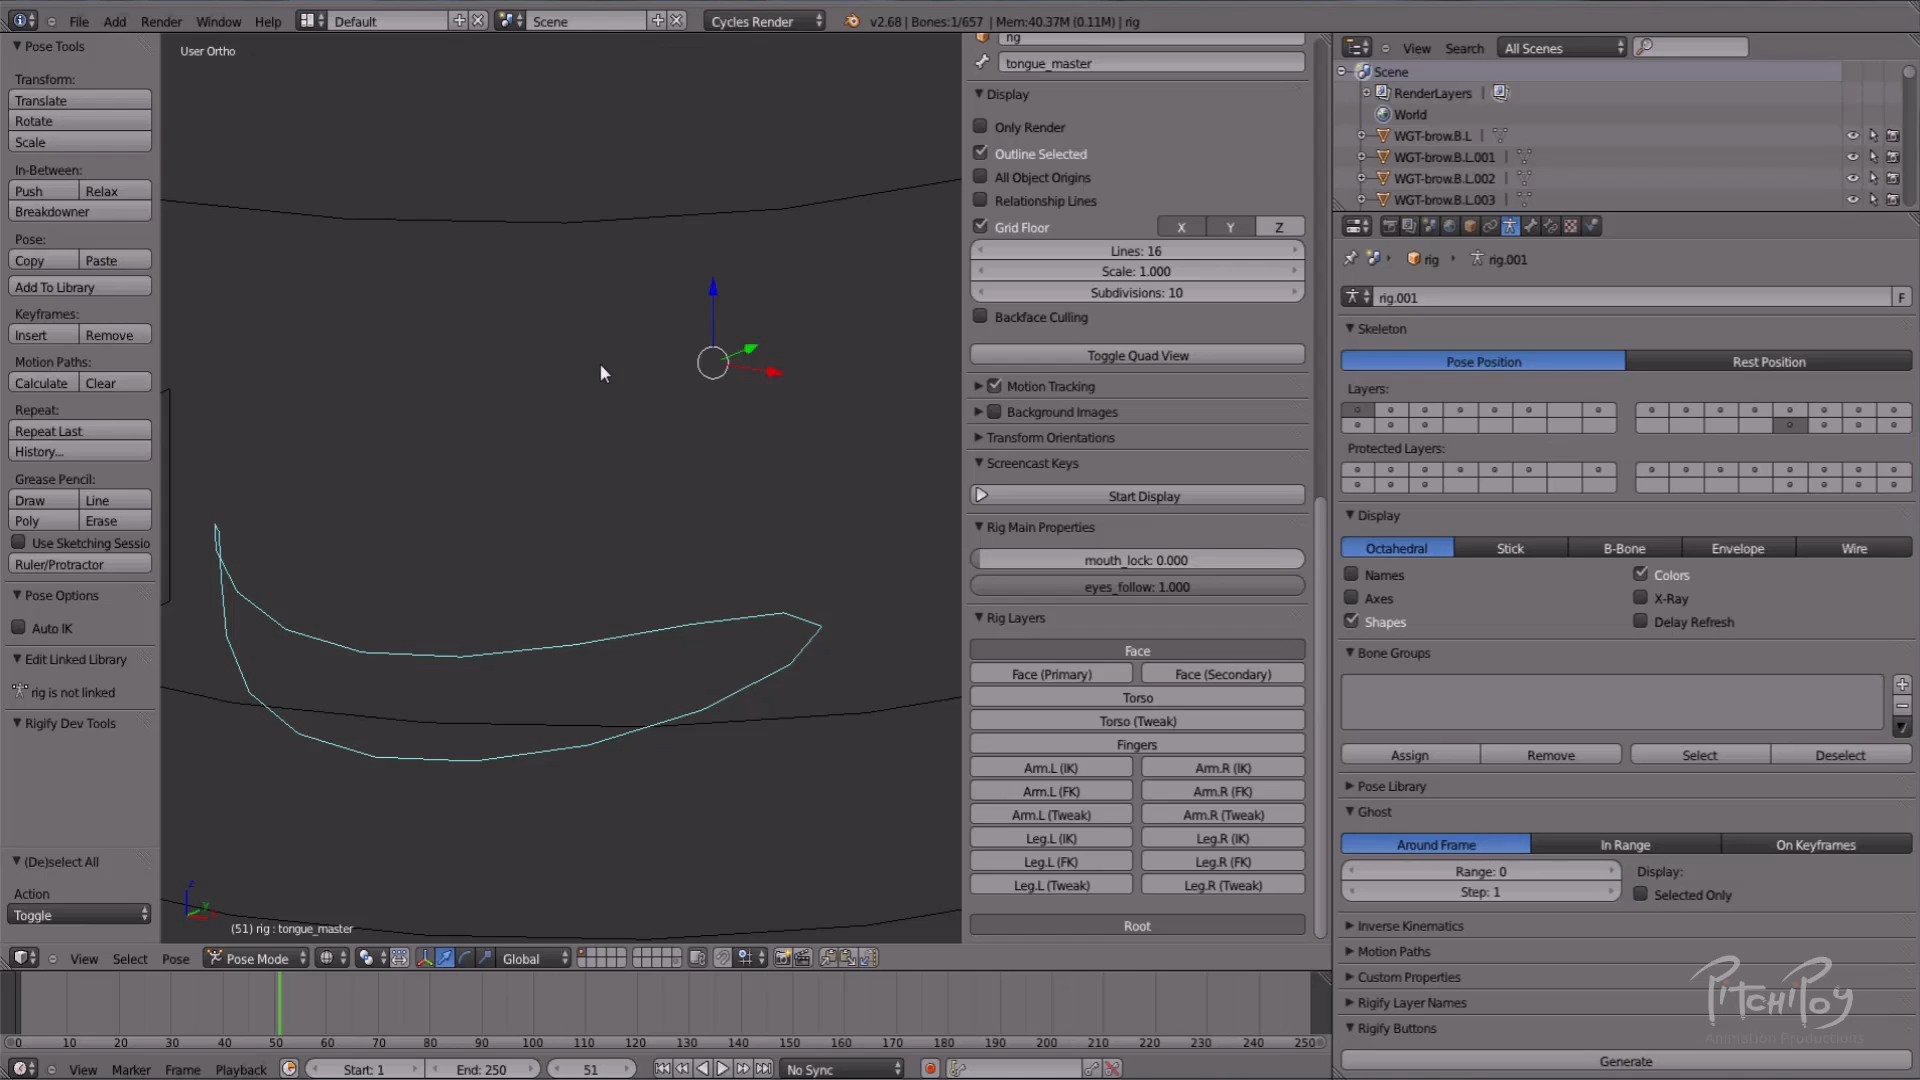 File Add Render Window Help Default Scene Cycles Render v2.68 | Bones:1/657 | Mem:40.37M (0.11M) | rig
Pose Tools
Transform:
Translate
Rotate
Scale
In-Between:
Push Relax
Breakdowner
Pose:
Copy Paste
Add To Library
Keyframes:
Insert Remove
Motion Paths:
Calculate Clear
Repeat:
Repeat Last
History...
Grease Pencil:
Draw Line
Poly Erase
Use Sketching Sessio
Ruler/Protractor
Pose Options
Auto IK
Edit Linked Library
rig is not linked
Rigify Dev Tools
(De)select All
Action
Toggle
User Ortho
(51) rig : tongue_master
rig
tongue_master
Display
Only Render
Outline Selected
All Object Origins
Relationship Lines
Grid Floor X Y Z
Lines: 16
Scale: 1.000
Subdivisions: 10
Backface Culling
Toggle Quad View
Motion Tracking
Background Images
Transform Orientations
Screencast Keys
Start Display
Rig Main Properties
mouth_lock: 0.000
eyes_follow: 1.000
Rig Layers
Face
Face (Primary) Face (Secondary)
Torso
Torso (Tweak)
Fingers
Arm.L (IK) Arm.R (IK)
Arm.L (FK) Arm.R (FK)
Arm.L (Tweak) Arm.R (Tweak)
Leg.L (IK) Leg.R (IK)
Leg.L (FK) Leg.R (FK)
Leg.L (Tweak) Leg.R (Tweak)
Root
View Search All Scenes
Scene
RenderLayers |
World
WGT-brow.B.L |
WGT-brow.B.L.001 |
WGT-brow.B.L.002 |
WGT-brow.B.L.003 |
rig rig.001
rig.001 F
Skeleton
Pose Position Rest Position
Layers:
Protected Layers:
Display
Octahedral Stick B-Bone Envelope Wire
Names Colors
Axes X-Ray
Shapes Delay Refresh
Bone Groups
Assign Remove Select Deselect
Pose Library
Ghost
Around Frame In Range On Keyframes
Range: 0 Display:
Step: 1 Selected Only
Inverse Kinematics
Motion Paths
Custom Properties
Rigify Layer Names
Rigify Buttons
Generate
PitchiPoy
Animation Productions
View Select Pose Pose Mode Global
0 10 20 30 40 50 60 70 80 90 100 110 120 130 140 150 160 170 180 190 200 210 220 230 240 250
View Marker Frame Playback Start: 1 End: 250 51 No Sync